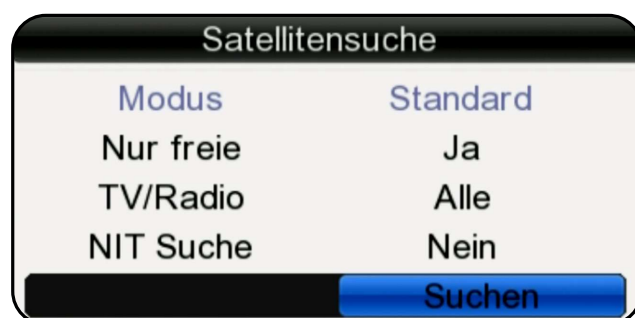 Satellitensuche
Modus Standard
Nur freie Ja
TV/Radio Alle
NIT Suche Nein
Suchen